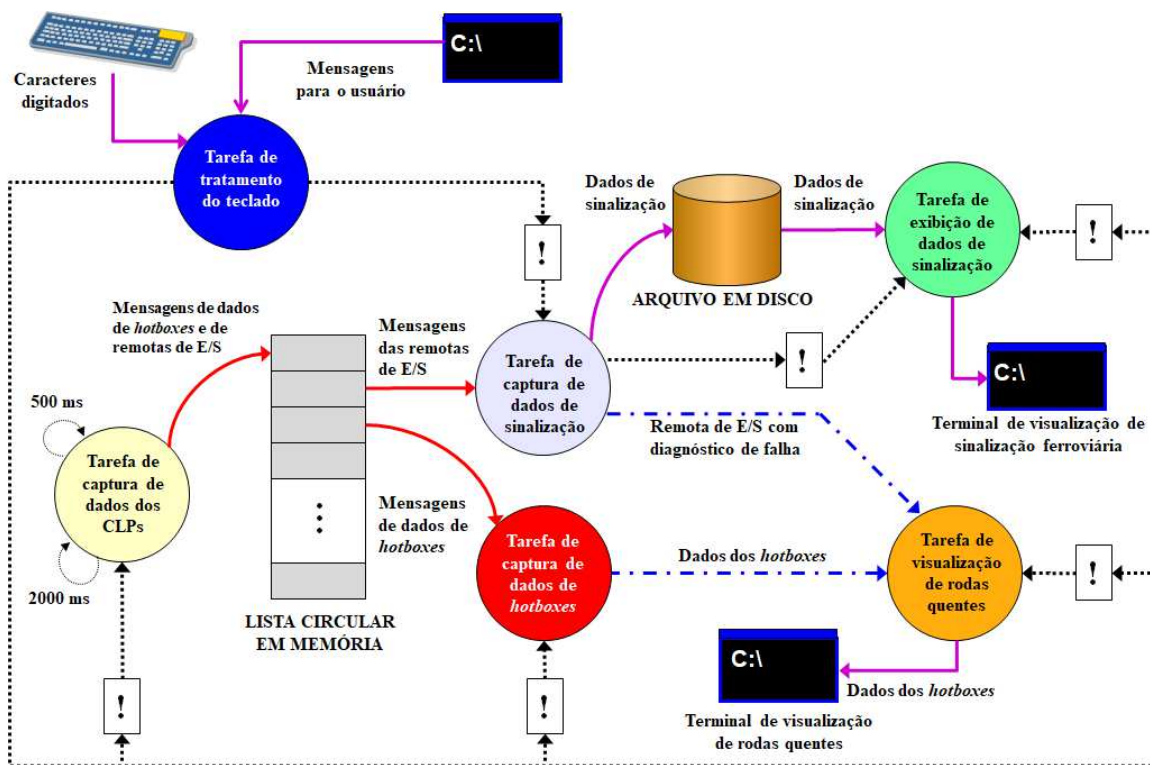 C:\
Caracteres
digitados
Mensagens
para o usuário
Tarefa de
tratamento
do teclado
!
Dados de
sinalização
Dados de
sinalização
ARQUIVO EM DISCO
Tarefa de
exibição de
dados de
sinalização
!
Mensagens de dados
de hotboxes e de
remotas de E/S
Mensagens
das remotas
de E/S
Tarefa de
captura de
dados de
sinalização
!
C:\
Terminal de visualização de
sinalização ferroviária
500 ms
Tarefa de
captura de
dados dos
CLPs
2000 ms
Remota de E/S com
diagnóstico de falha
Mensagens
de dados de
hotboxes
LISTA CIRCULAR
EM MEMÓRIA
Tarefa de
captura de
dados de
hotboxes
Dados dos hotboxes
Tarefa de
visualização
de rodas
quentes
!
!
!
C:\
Dados dos hotboxes
Terminal de visualização
de rodas quentes